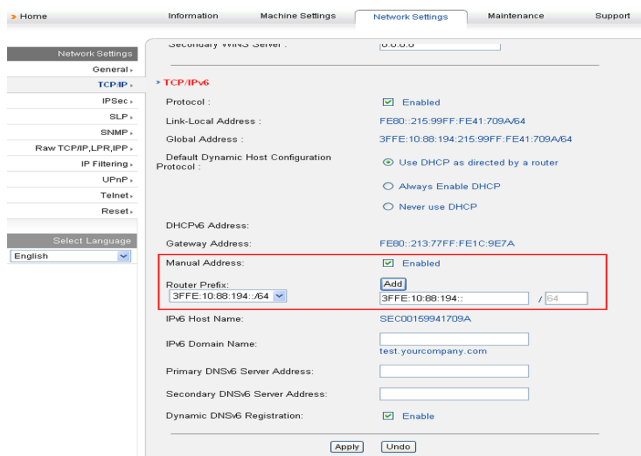 > Home Information Machine Settings Network Settings Maintenance Support
Network Settings
General
TCP/IP
IPSec
SLP
SNMP
Raw TCP/IP,LPR,IPP
IP Filtering
UPnP
Telnet
Reset
Select Language
English
Secondary WINS Server : 0.0.0.0
> TCP/IPv6
Protocol : Enabled
Link-Local Address : FE80::215:99FF:FE41:709A/64
Global Address : 3FFE:10:88:194:215:99FF:FE41:709A/64
Default Dynamic Host Configuration
Protocol : Use DHCP as directed by a router
Always Enable DHCP
Never use DHCP
DHCPv6 Address:
Gateway Address: FE80::213:77FF:FE1C:9E7A
Manual Address: Enabled
Router Prefix: Add
3FFE:10:88:194::/64 3FFE:10:88:194:: / 64
IPv6 Host Name: SEC00159941709A
IPv6 Domain Name:
test.yourcompany.com
Primary DNSv6 Server Address:
Secondary DNSv6 Server Address:
Dynamic DNSv6 Registration: Enable
Apply Undo